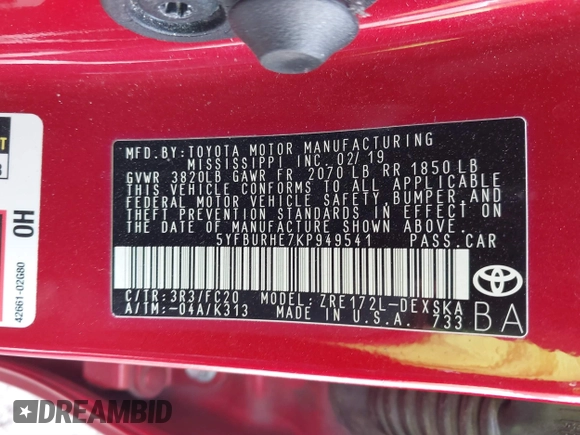 MFD.BY:TOYOTA MOTOR MANUFACTURING
MISSISSIPPI INC. 02/19
GVWR 3820LB GAWR FR 2070 LB RR 1850 LB
THIS VEHICLE CONFORMS TO ALL APPLICABLE
FEDERAL MOTOR VEHICLE SAFETY,BUMPER,AND
THEFT PREVENTION STANDARDS IN EFFECT ON
THE DATE OF MANUFACTURE SHOWN ABOVE.
5YFBURHE7KP949541 PASS.CAR
C/TR:3R3/FC20 MODEL:ZRE172L-DEXSKA
A/TM:-04A/K313 MADE IN U.S.A. 733
BA
OH
42661-02G80
DREAMBID